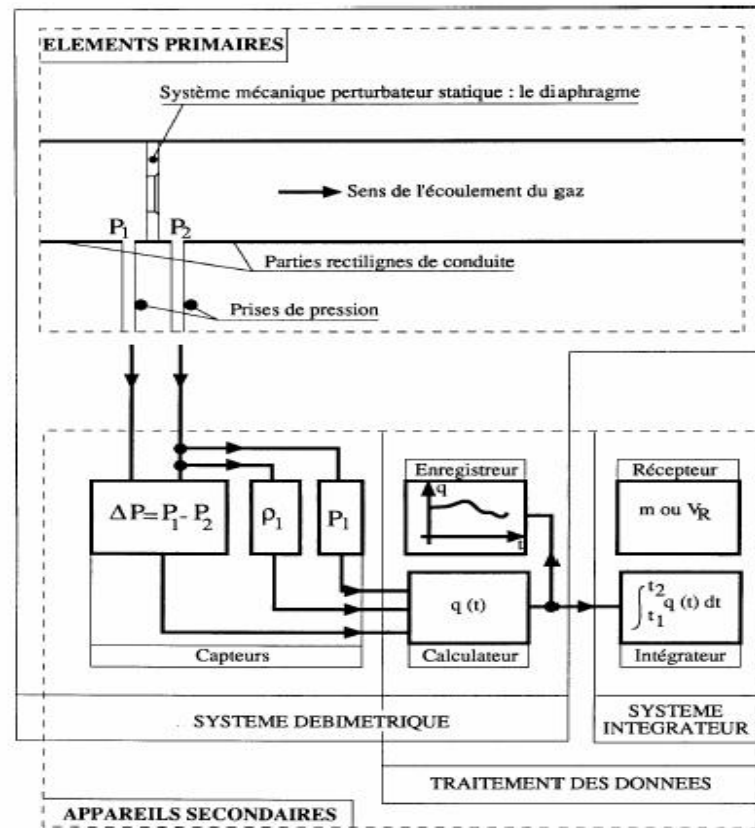 ELEMENTS PRIMAIRES
Système mécanique perturbateur statique : le diaphragme
Sens de l'écoulement du gaz
P1 P2
Parties rectilignes de conduite
Prises de pression
Enregistreur
Récepteur
q
t
ΔP = P1 - P2
ρ1
P1
m ou VR
q (t)
∫ t1 t2 q (t) dt
Capteurs
Calculateur
Intégrateur
SYSTEME DEBIMETRIQUE
SYSTEME
INTEGRATEUR
TRAITEMENT DES DONNEES
APPAREILS SECONDAIRES